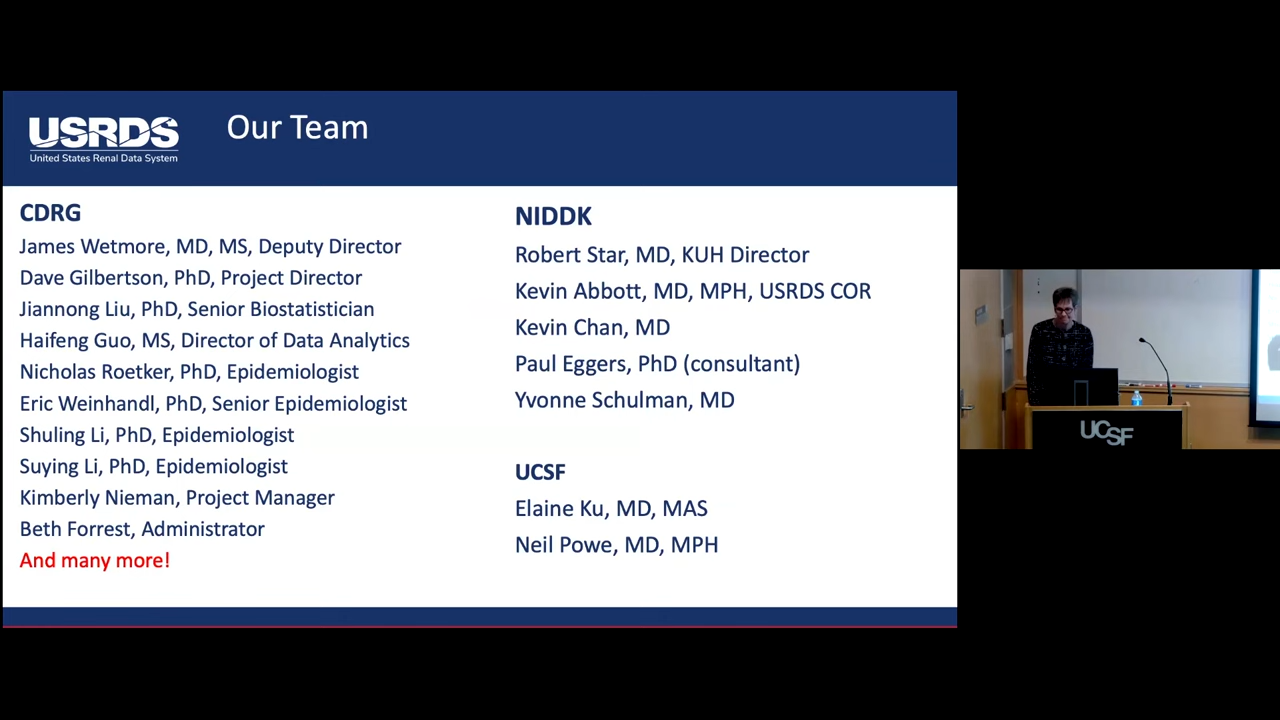 USRDS
United States Renal Data System
Our Team
CDRG
James Wetmore, MD, MS, Deputy Director
Dave Gilbertson, PhD, Project Director
Jiannong Liu, PhD, Senior Biostatistician
Haifeng Guo, MS, Director of Data Analytics
Nicholas Roetker, PhD, Epidemiologist
Eric Weinhandl, PhD, Senior Epidemiologist
Shuling Li, PhD, Epidemiologist
Suying Li, PhD, Epidemiologist
Kimberly Nieman, Project Manager
Beth Forrest, Administrator
And many more!
NIDDK
Robert Star, MD, KUH Director
Kevin Abbott, MD, MPH, USRDS COR
Kevin Chan, MD
Paul Eggers, PhD (consultant)
Yvonne Schulman, MD
UCSF
Elaine Ku, MD, MAS
Neil Powe, MD, MPH
UCSF